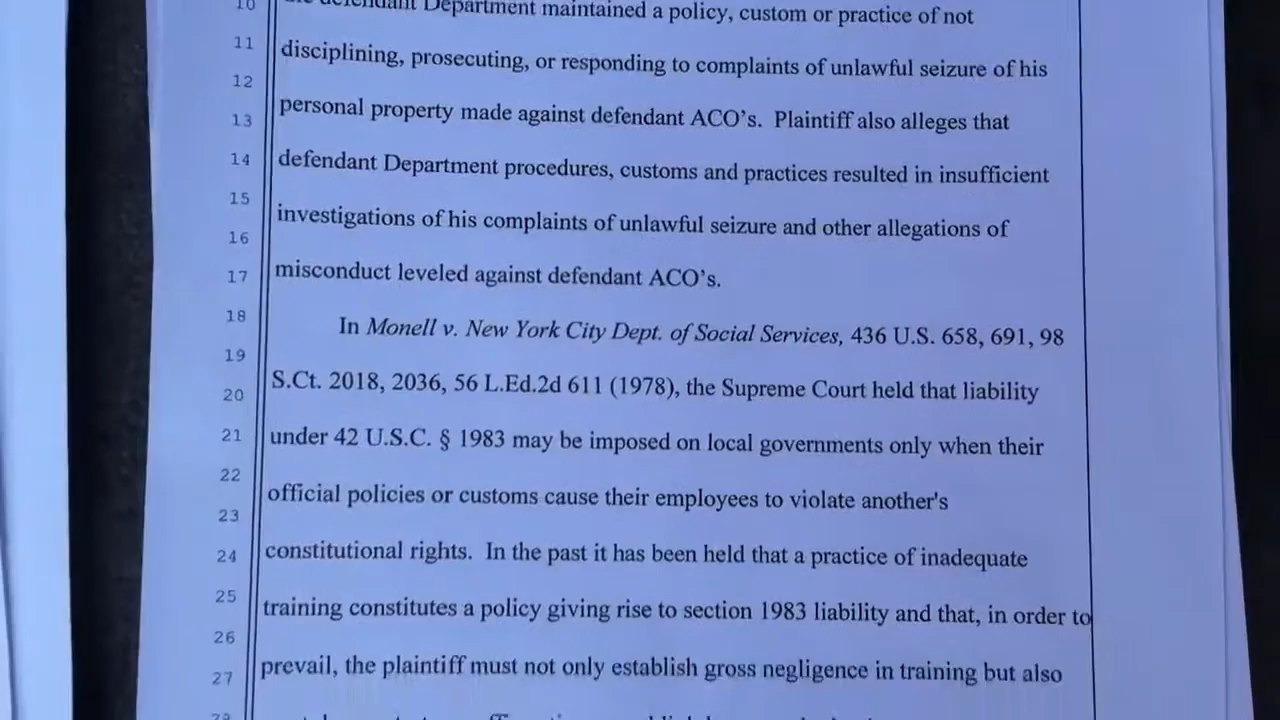 10
defendant Department maintained a policy, custom or practice of not
11
disciplining, prosecuting, or responding to complaints of unlawful seizure of his
12
personal property made against defendant ACO's. Plaintiff also alleges that
13
14
defendant Department procedures, customs and practices resulted in insufficient
15
investigations of his complaints of unlawful seizure and other allegations of
16
misconduct leveled against defendant ACO's.
17
18
In Monell v. New York City Dept. of Social Services, 436 U.S. 658, 691, 98
19
S.Ct. 2018, 2036, 56 L.Ed.2d 611 (1978), the Supreme Court held that liability
20
21
under 42 U.S.C. § 1983 may be imposed on local governments only when their
22
official policies or customs cause their employees to violate another's
23
24
constitutional rights. In the past it has been held that a practice of inadequate
25
training constitutes a policy giving rise to section 1983 liability and that, in order to
26
prevail, the plaintiff must not only establish gross negligence in training but also
27